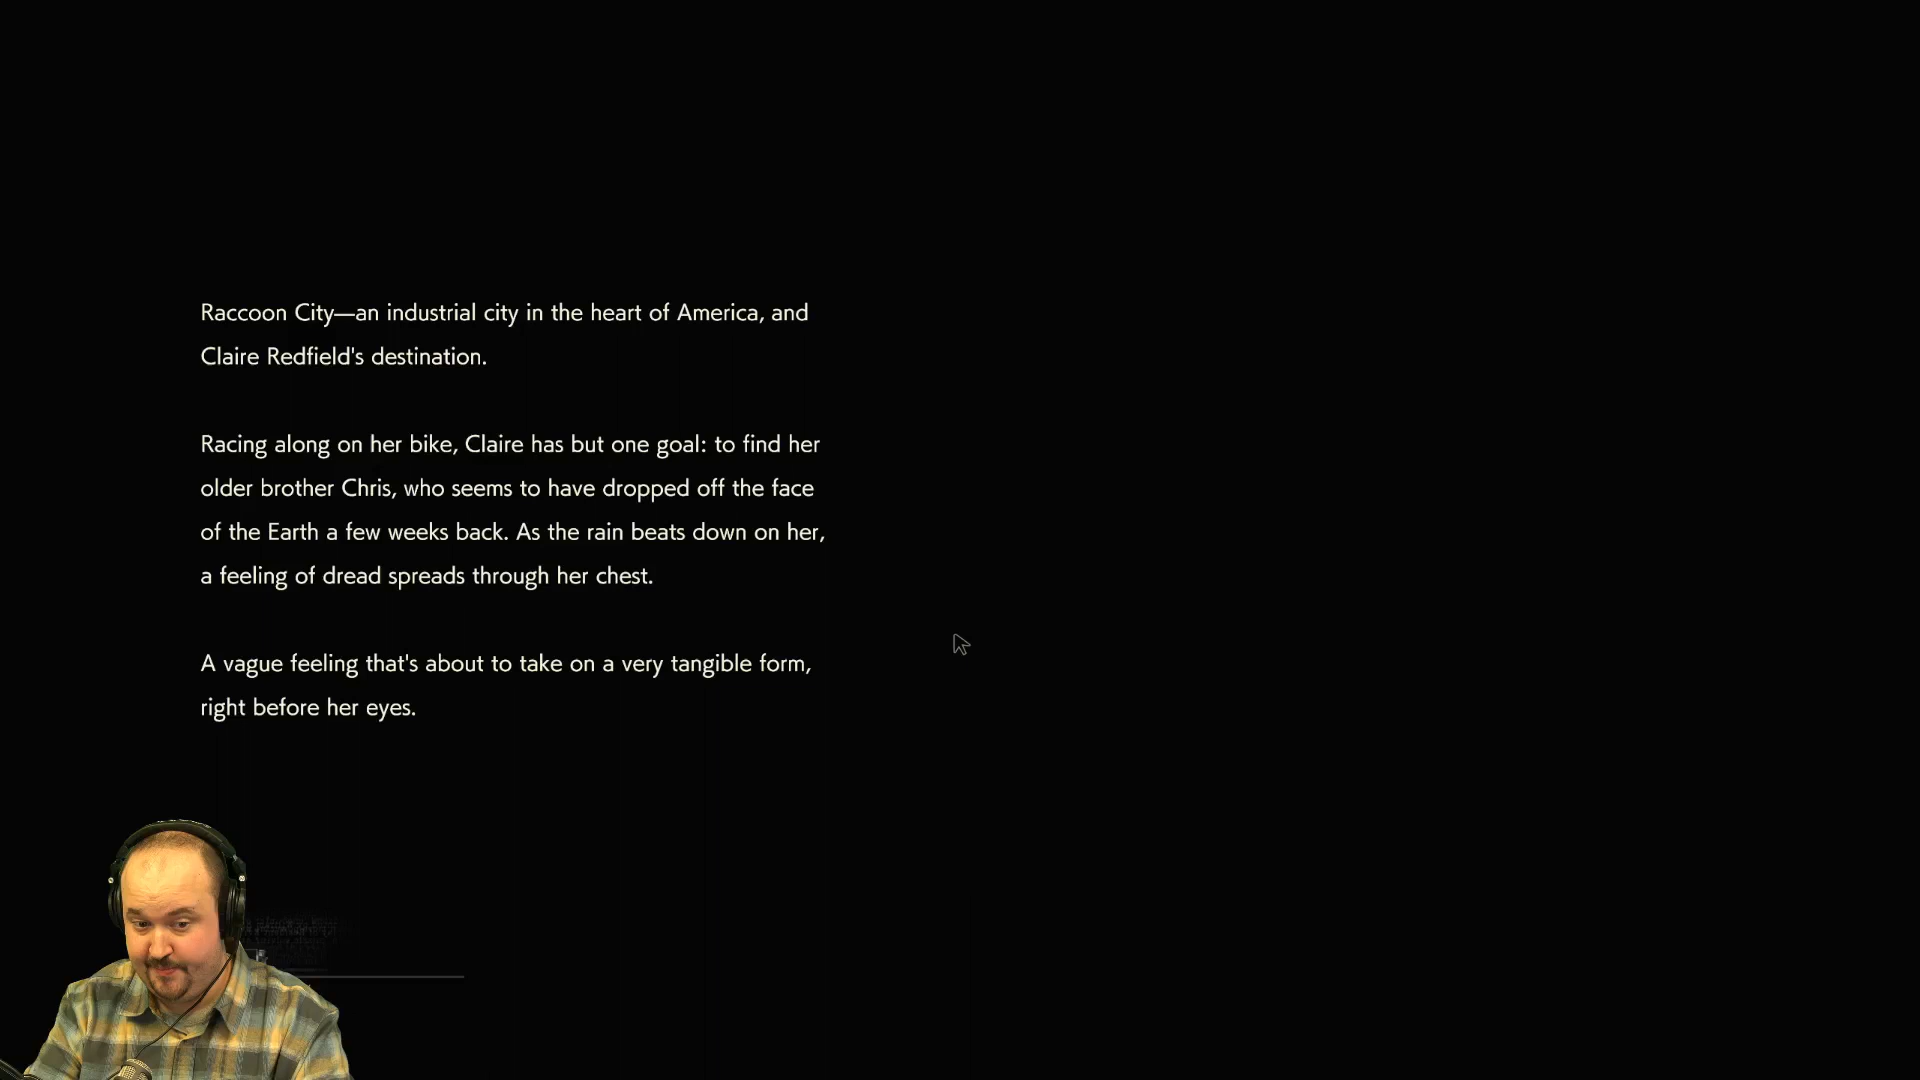 Raccoon City—an industrial city in the heart of America, and
Claire Redfield's destination.
Racing along on her bike, Claire has but one goal: to find her
older brother Chris, who seems to have dropped off the face
of the Earth a few weeks back. As the rain beats down on her,
a feeling of dread spreads through her chest.
A vague feeling that's about to take on a very tangible form,
right before her eyes.